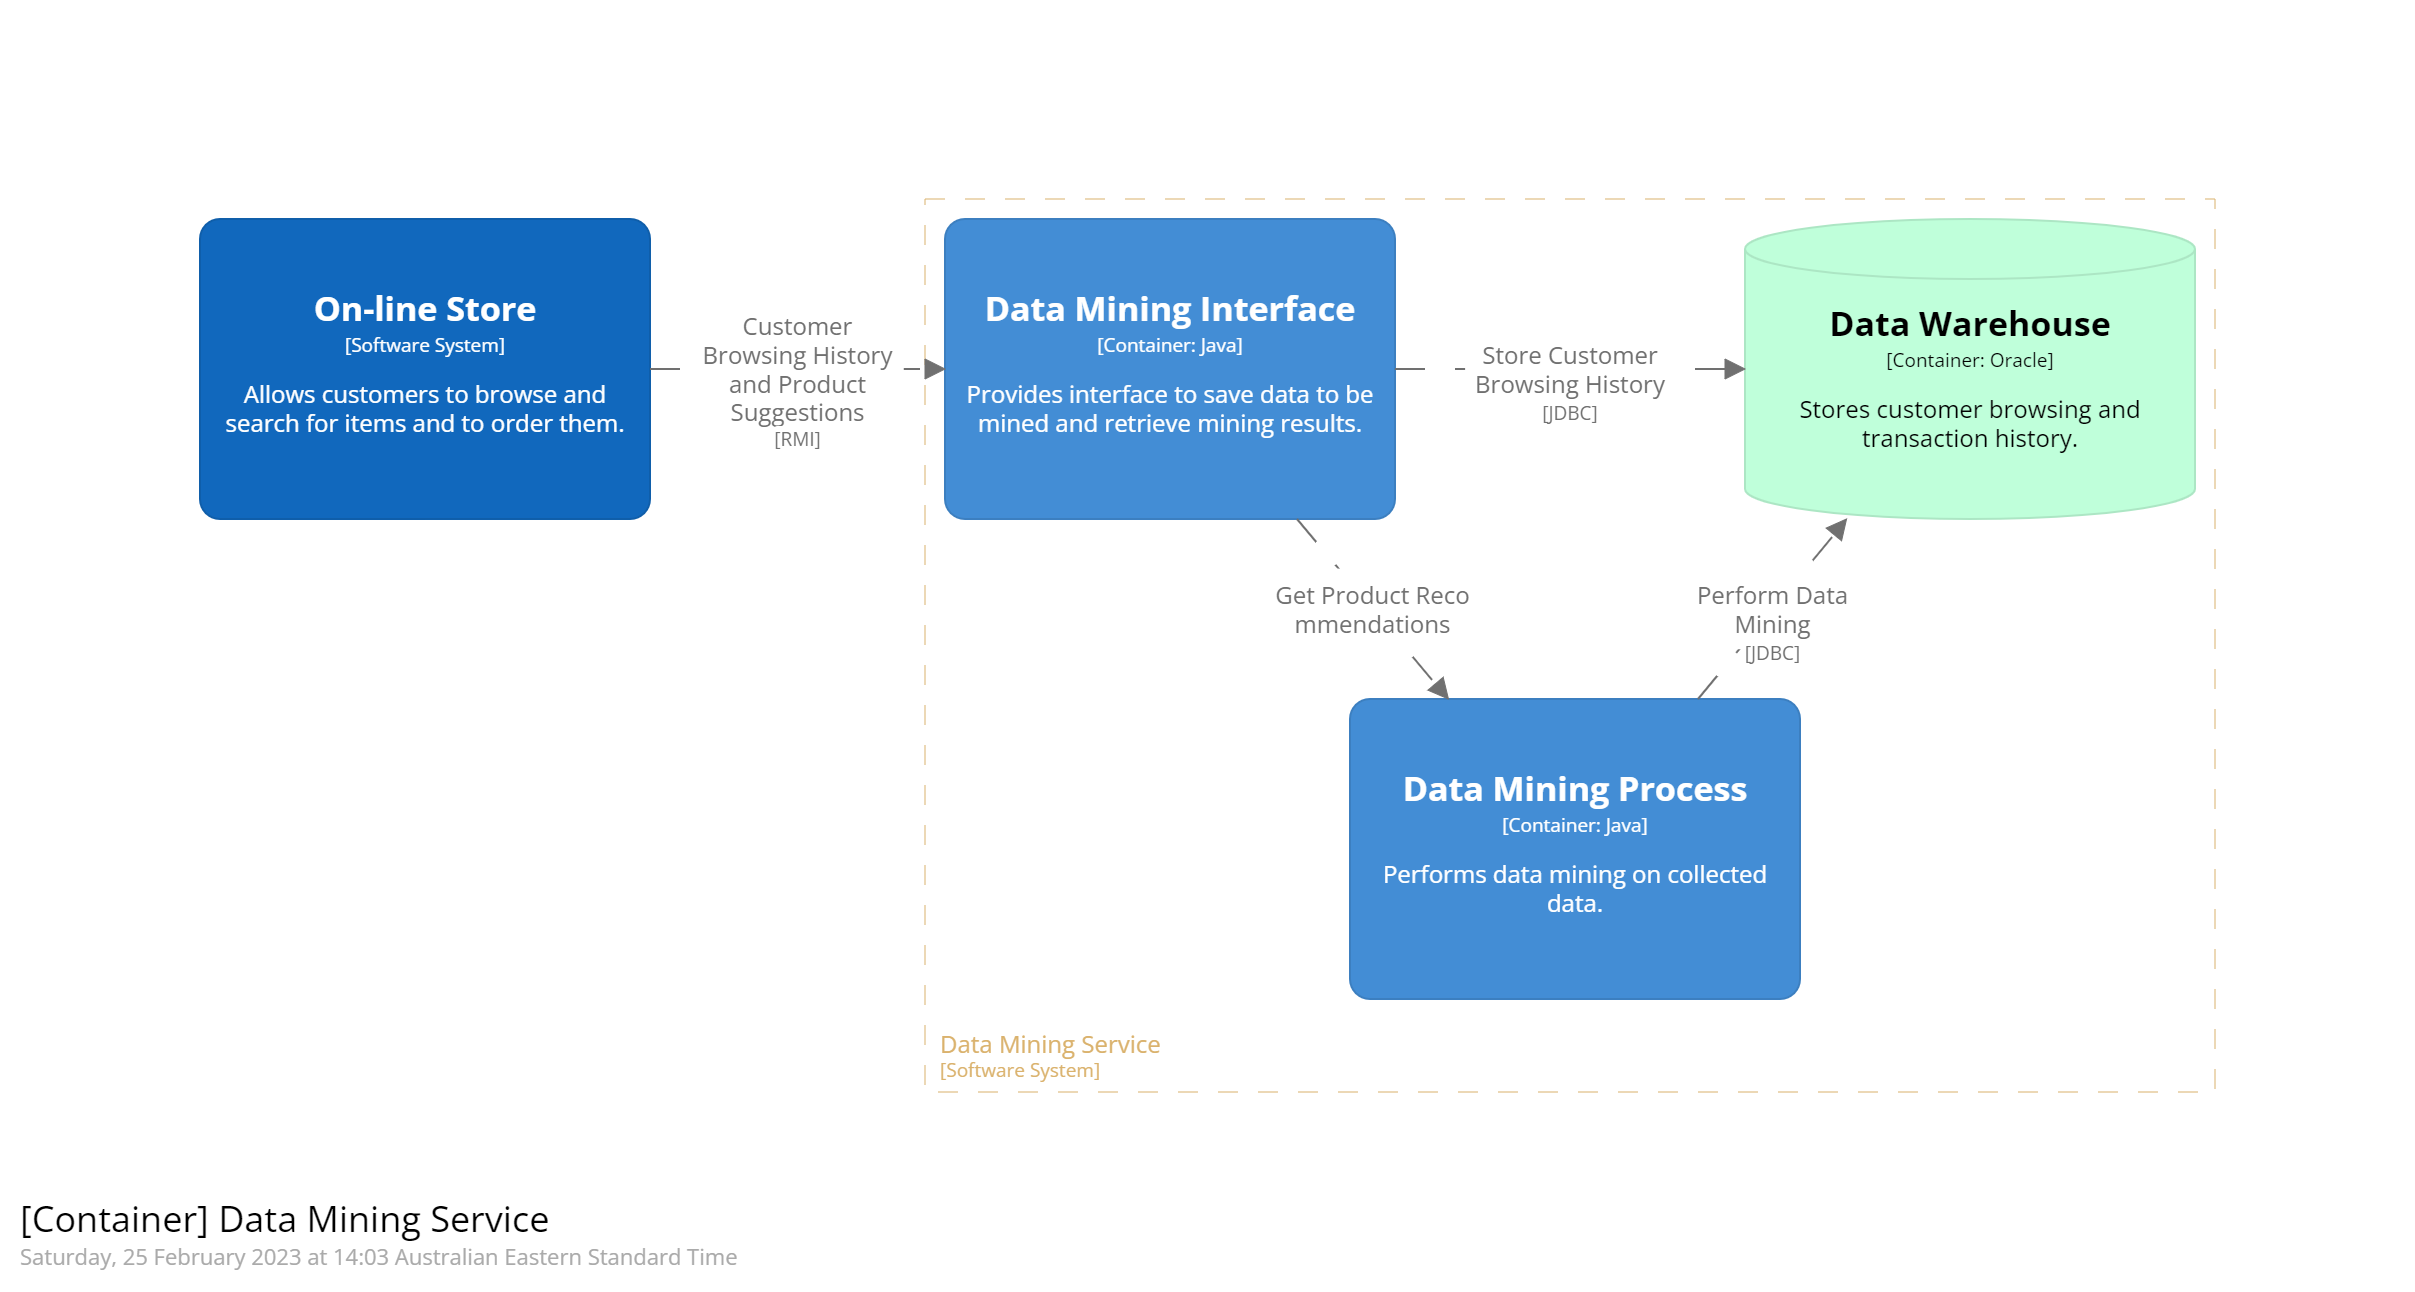 On-line Store
[Software System]
Allows customers to browse and
search for items and to order them.
Customer
Browsing History
and Product
Suggestions
[RMI]
Data Mining Interface
[Container: Java]
Provides interface to save data to be
mined and retrieve mining results.
Store Customer
Browsing History
[JDBC]
Data Warehouse
[Container: Oracle]
Stores customer browsing and
transaction history.
Get Product Reco
mmendations
Perform Data
Mining
[JDBC]
Data Mining Process
[Container: Java]
Performs data mining on collected
data.
Data Mining Service
[Software System]
[Container] Data Mining Service
Saturday, 25 February 2023 at 14:03 Australian Eastern Standard Time